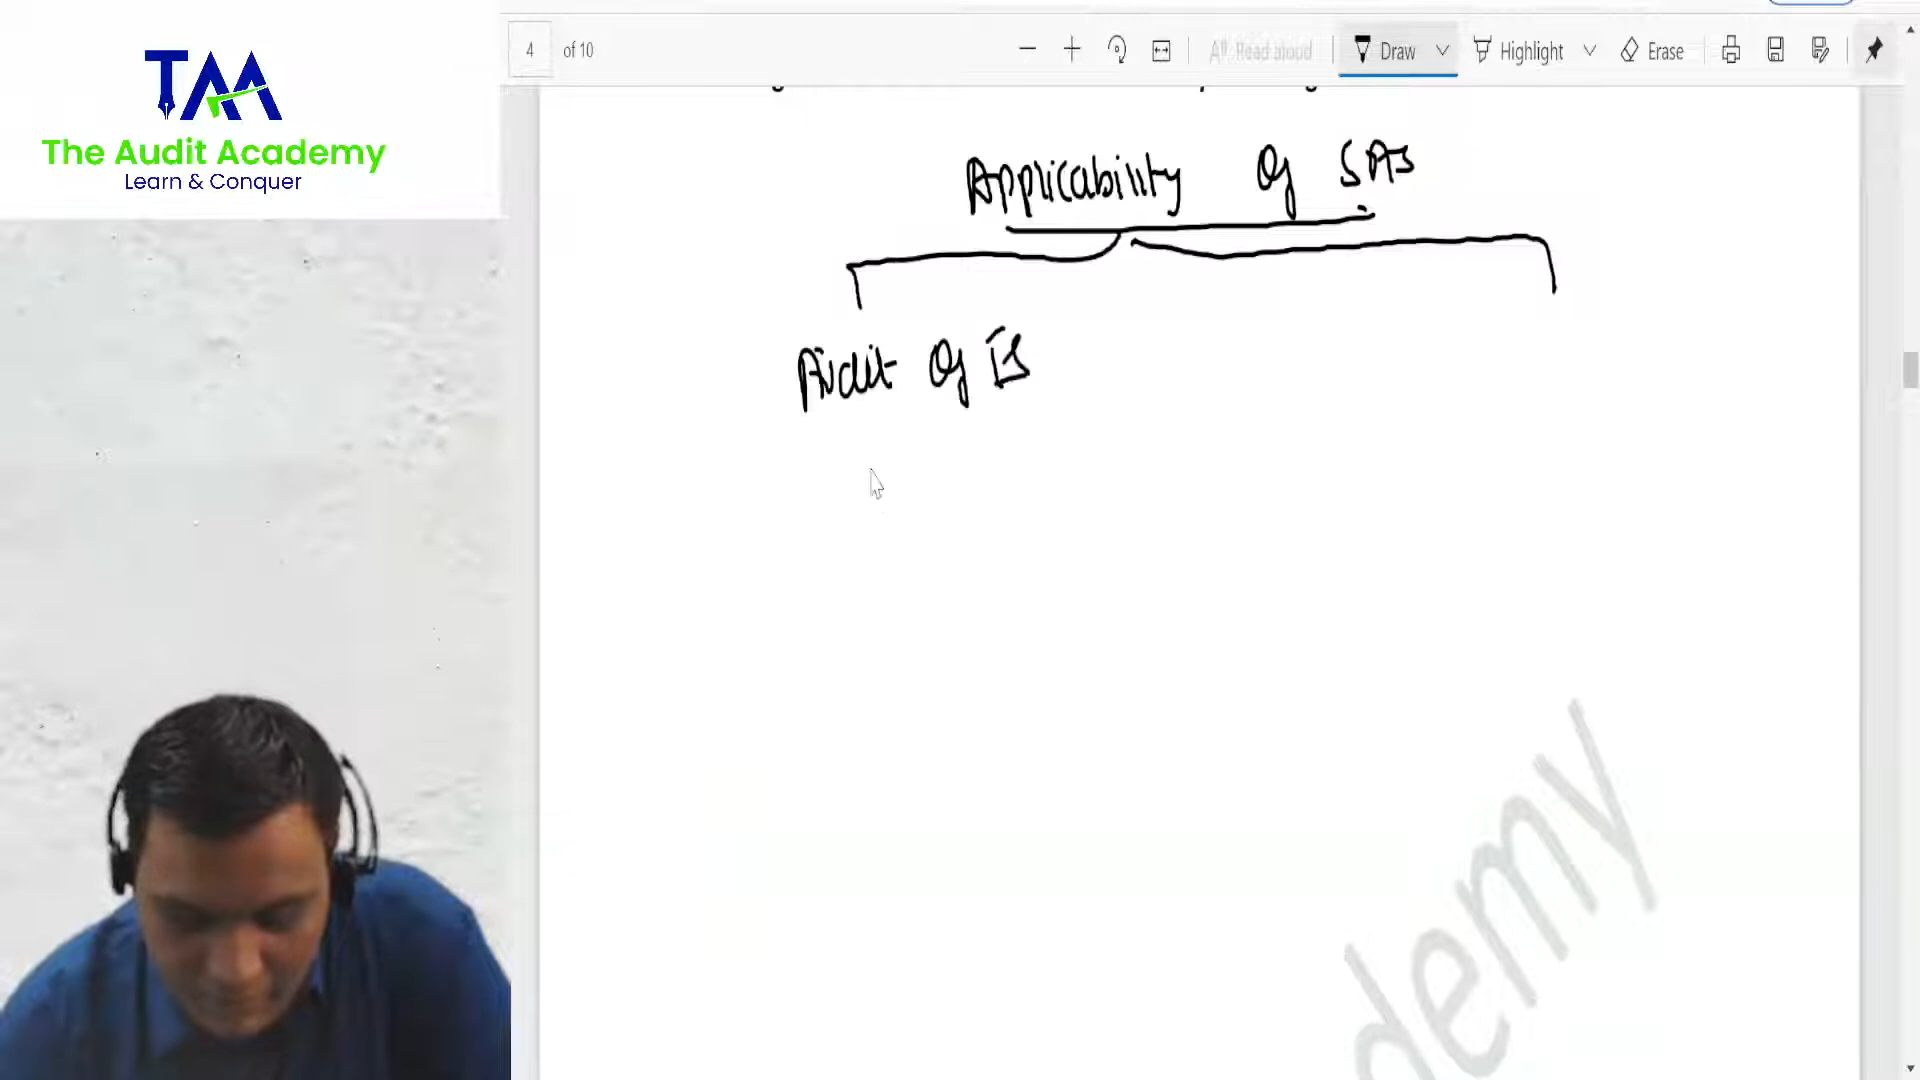 TAA
The Audit Academy
Learn & Conquer
4 of 10
Read aloud
Draw
Highlight
Erase
Applicability Of SAs
Audit Of FS
demy